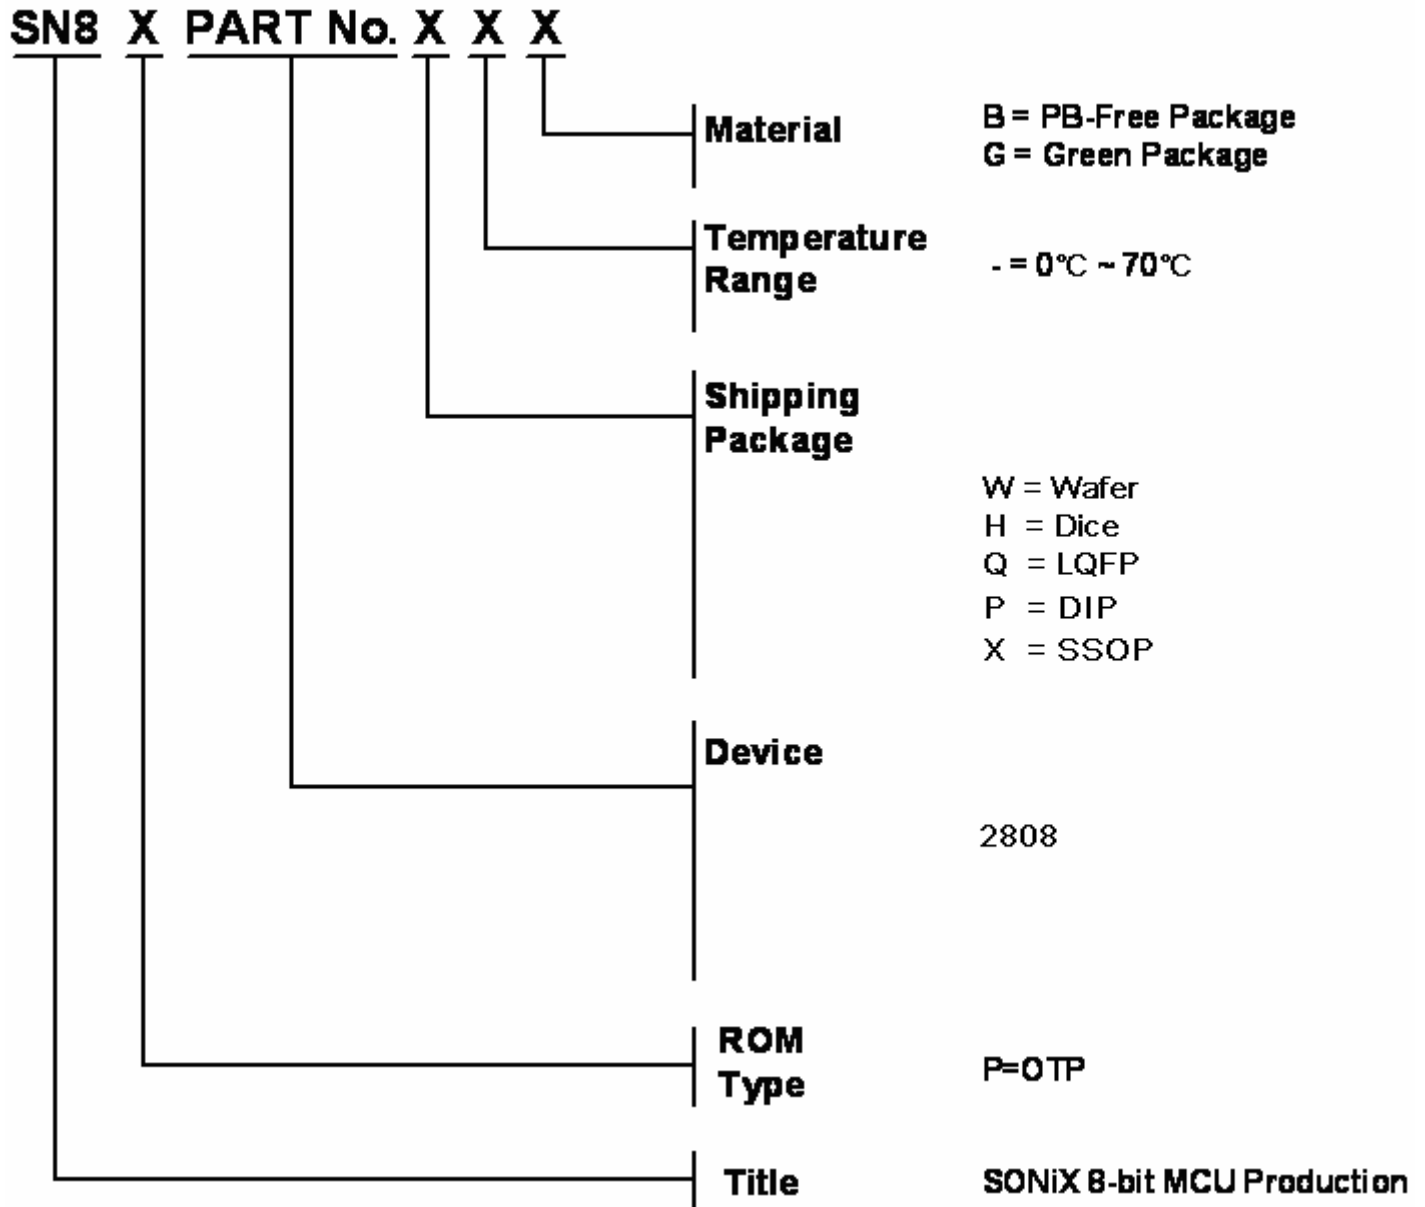 SN8 X PART No. X X X
Material
B = PB-Free Package
G = Green Package
Temperature
Range
- = 0℃ ~ 70℃
Shipping
Package
W = Wafer
H = Dice
Q = LQFP
P = DIP
X = SSOP
Device
2808
ROM
Type
P=OTP
Title
SONiX 8-bit MCU Production